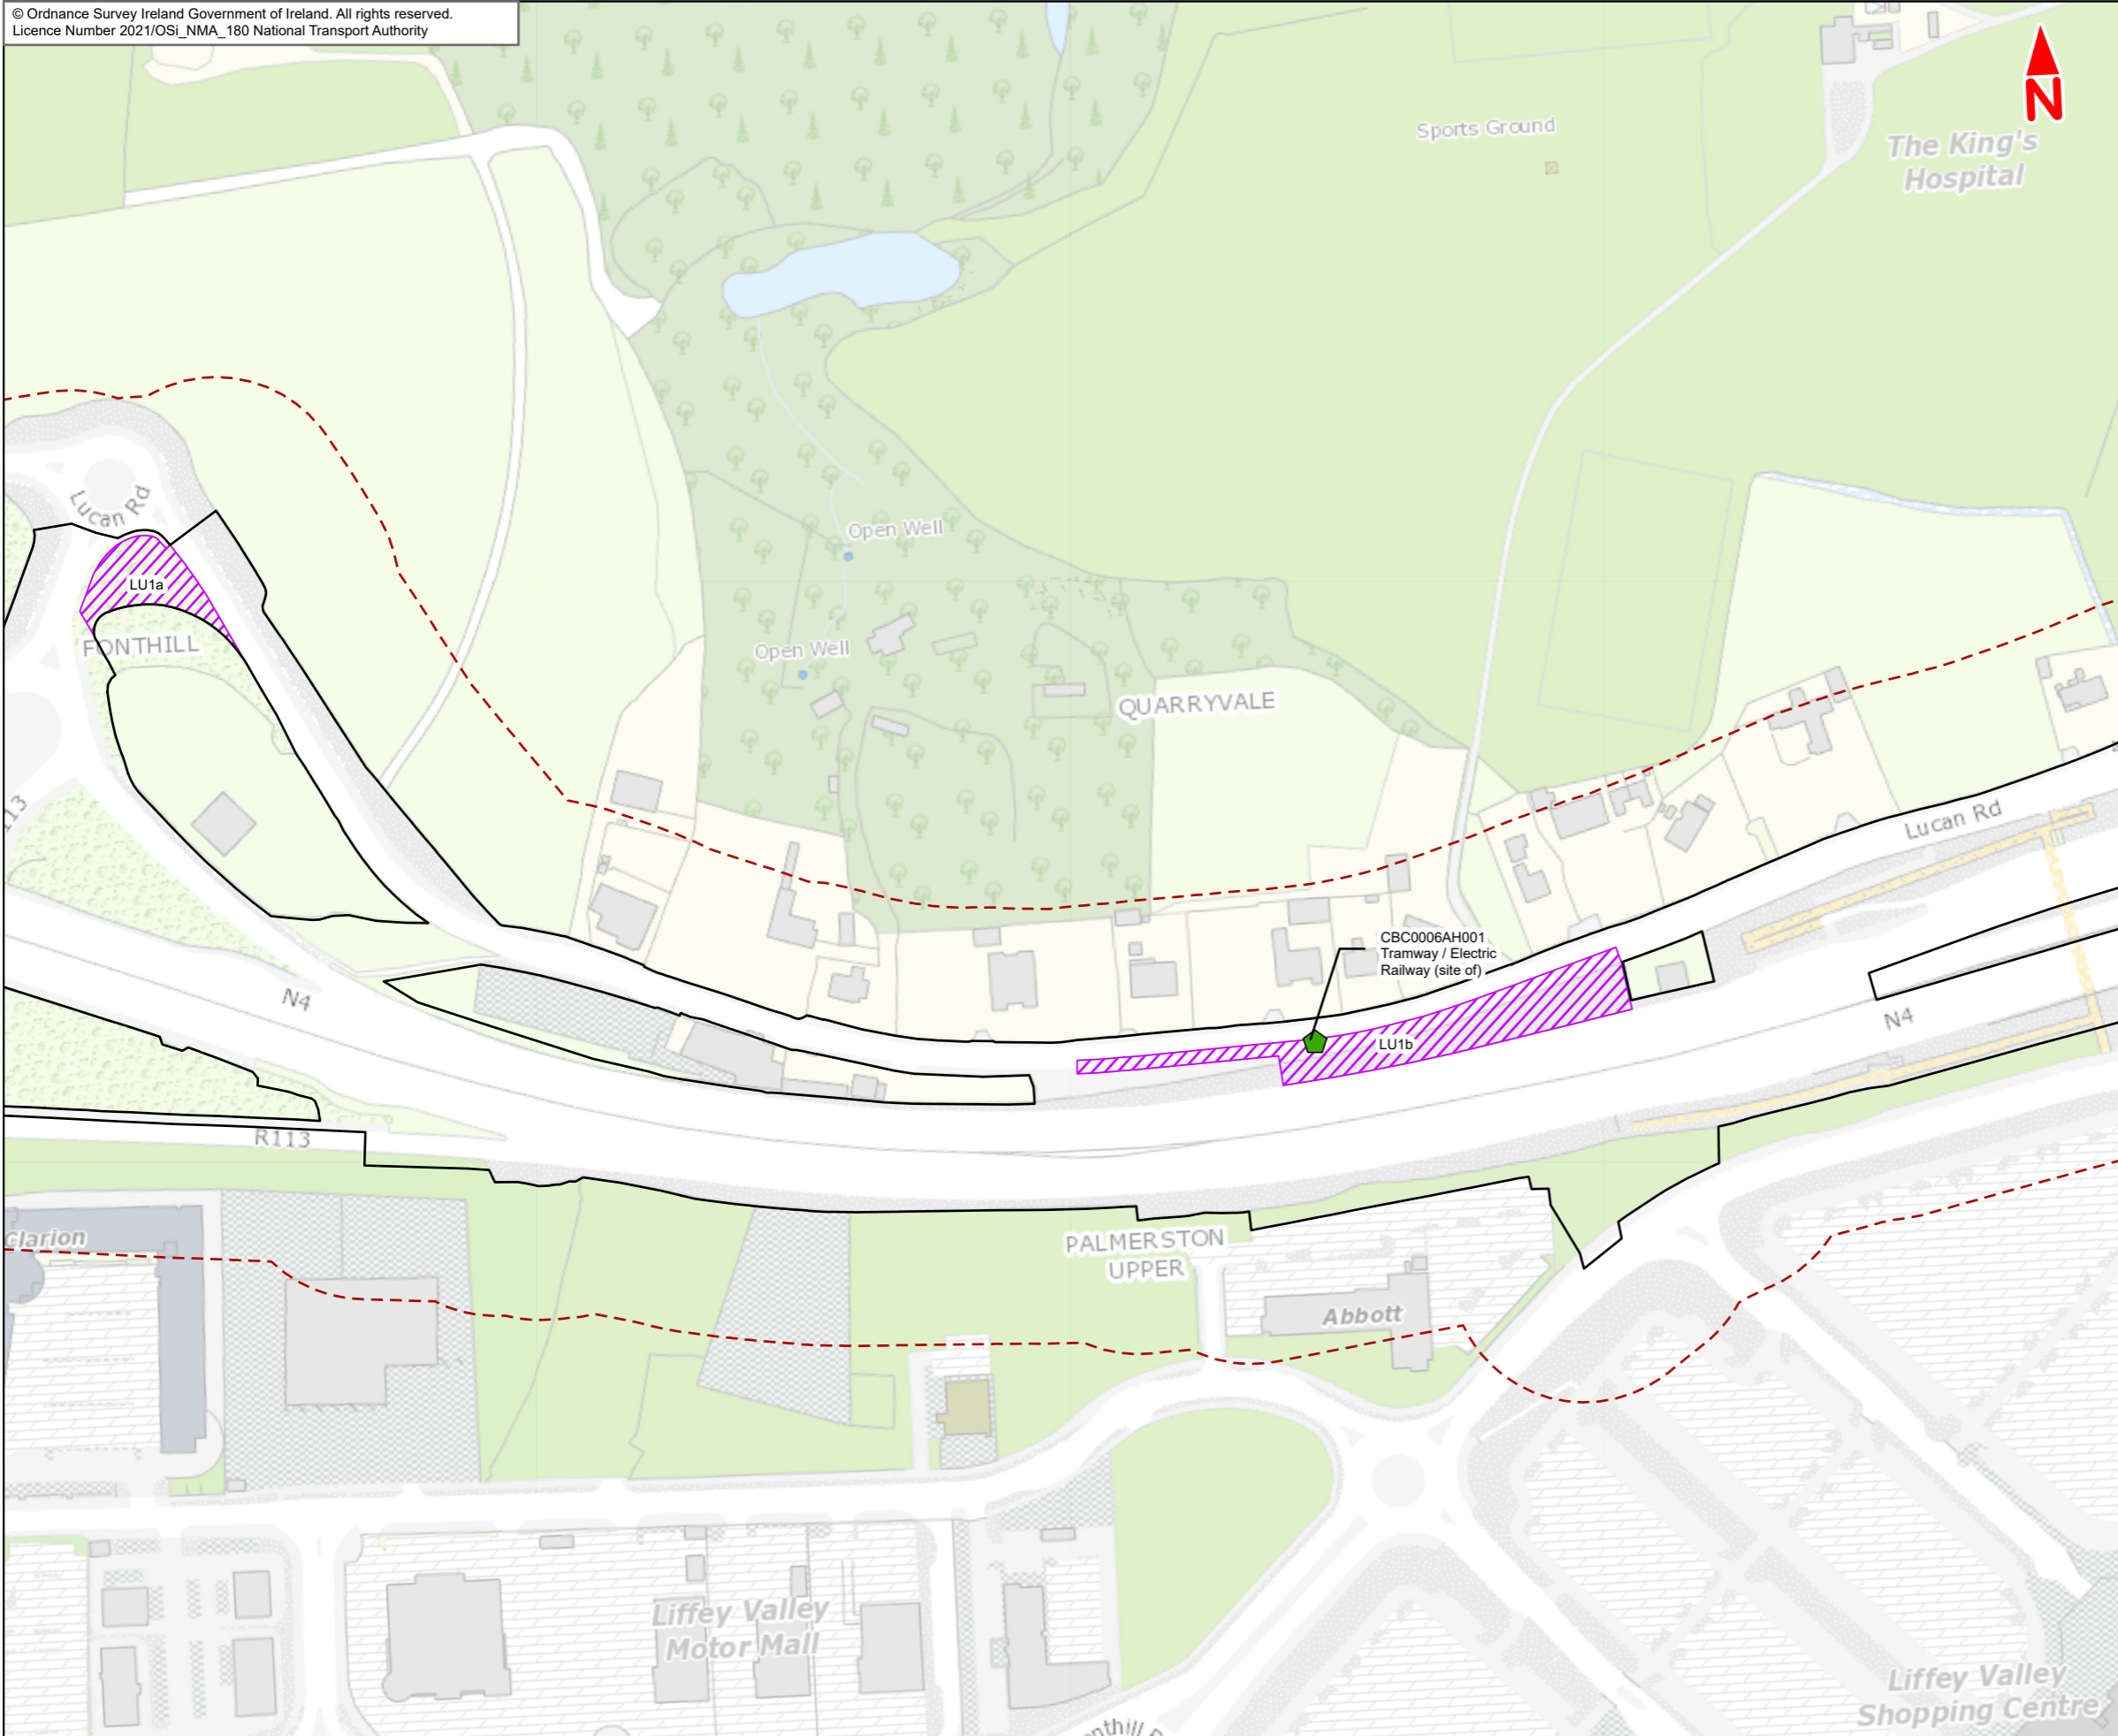 © Ordnance Survey Ireland Government of Ireland. All rights reserved.
Licence Number 2021/OSi_NMA_180 National Transport Authority
N
Sports Ground
The King's
Hospital
Lucan Rd
LU1a
FONTHILL
Open Well
Open Well
QUARRYVALE
113
Lucan Rd
CBC0006AH001
Tramway / Electric
Railway (site of)
N4
N4
LU1b
R113
PALMERSTON
UPPER
Clarion
Abbott
Liffey Valley
Motor Mall
Liffey Valley
Shopping Centre